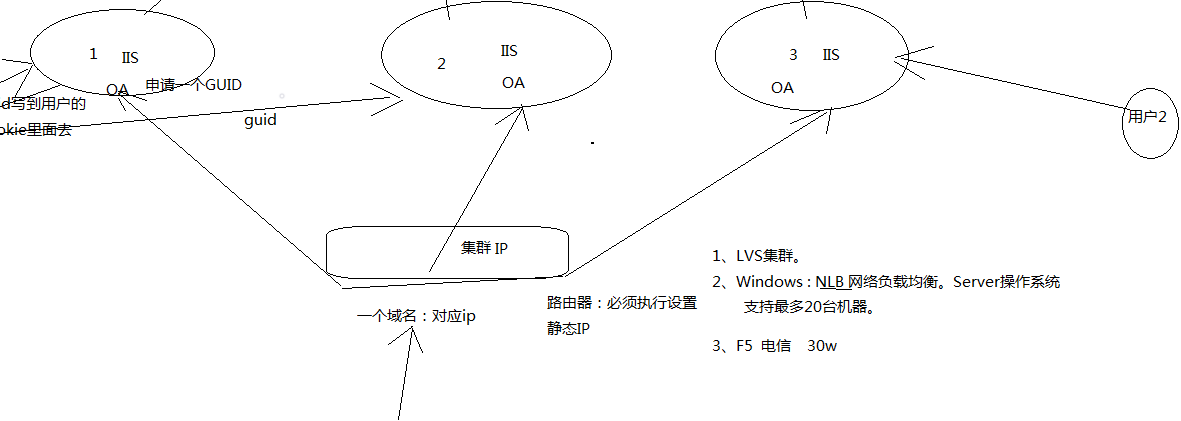 1 IIS
OA
申请一个GUID
d写到用户的
okie里面去
guid
2
IIS
OA
3 IIS
OA
用户2
集群 IP
一个域名：对应ip
路由器：必须执行设置
静态IP
1、LVS集群。
2、Windows : NLB 网络负载均衡。Server操作系统
支持最多20台机器。
3、F5 电信 30w